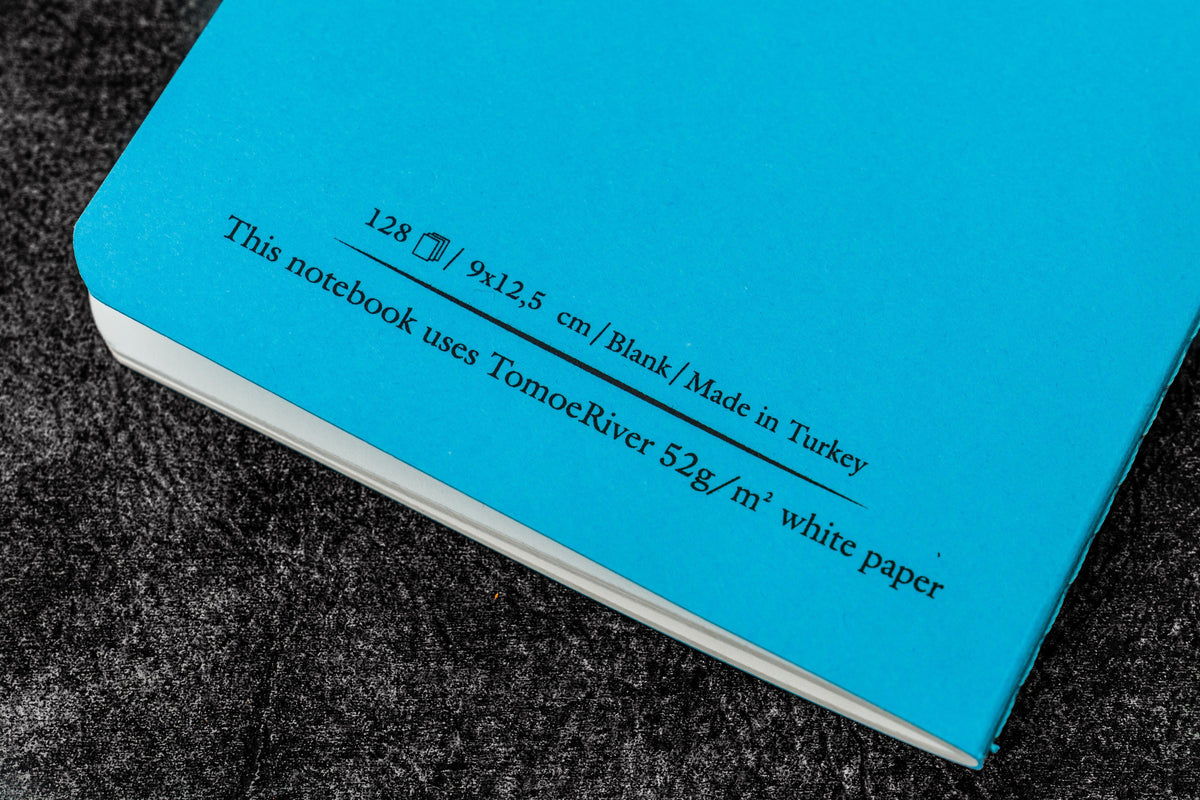 128 / 9x12,5 cm / Blank / Made in Turkey
This notebook uses TomoeRiver 52g/m² white paper